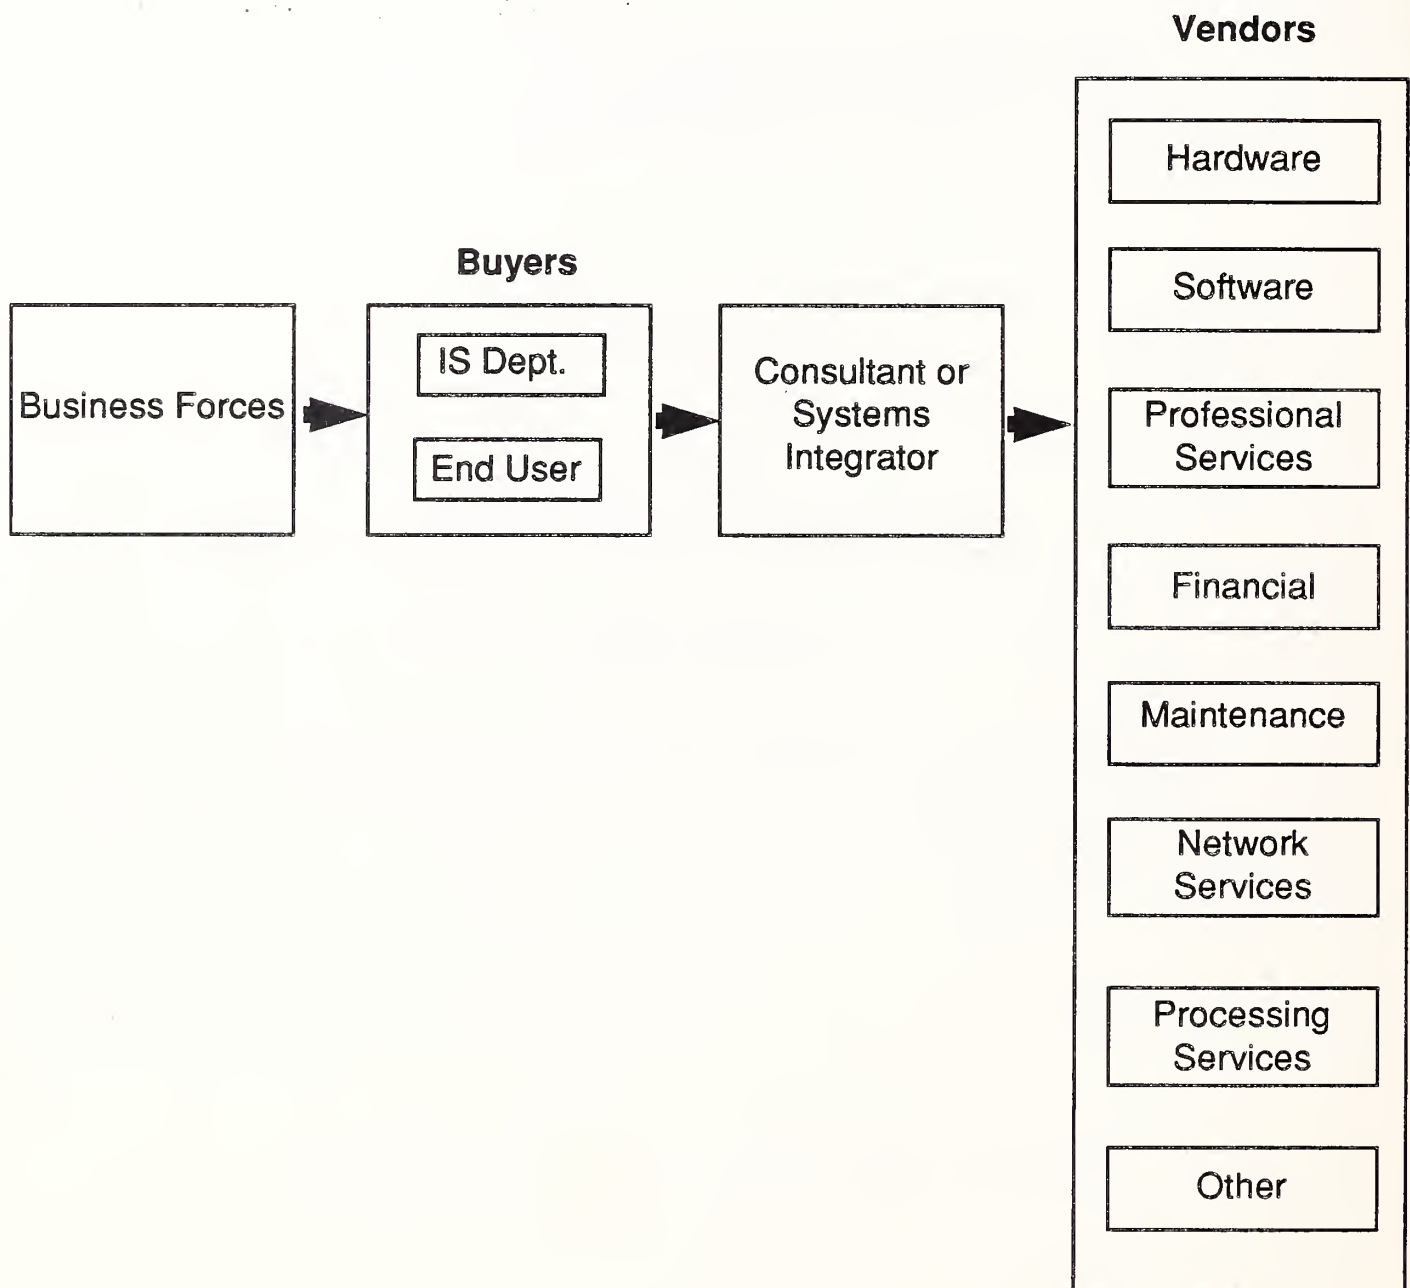 Vendors
Hardware
Software
Buyers
IS Dept.
End User
Business Forces
Consultant or
Systems
Integrator
Professional
Services
Financial
Maintenance
Network
Services
Processing
Services
Other